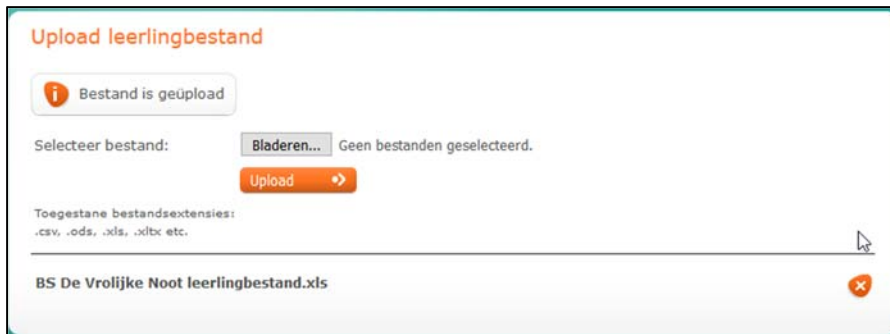 Upload leerlingbestand
Bestand is geüpload
Selecteer bestand: Bladeren... Geen bestanden geselecteerd.
Upload
Toegestane bestandsextensies:
.csv, .ods, .xls, .xltx etc.
BS De Vrolijke Noot leerlingbestand.xls